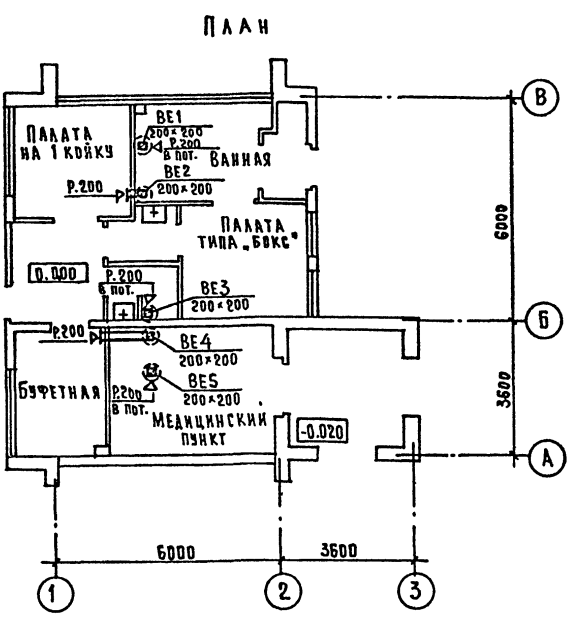 ПЛАН
В
ВЕ1
200×200
Р.200
В ПОТ.
ПАЛАТА
НА 1 КОЙКУ
ВАННАЯ
ВЕ2
200×200
Р.200
ПАЛАТА
ТИПА „БОКС"
6000
0.000
Р.200
В ПОТ.
ВЕ3
200×200
Б
Р.200
ВЕ4
200×200
БУФЕТНАЯ
ВЕ5
200×200
Р.200
В ПОТ.
МЕДИЦИНСКИЙ
ПУНКТ
3600
-0.020
А
6000
3600
1
2
3